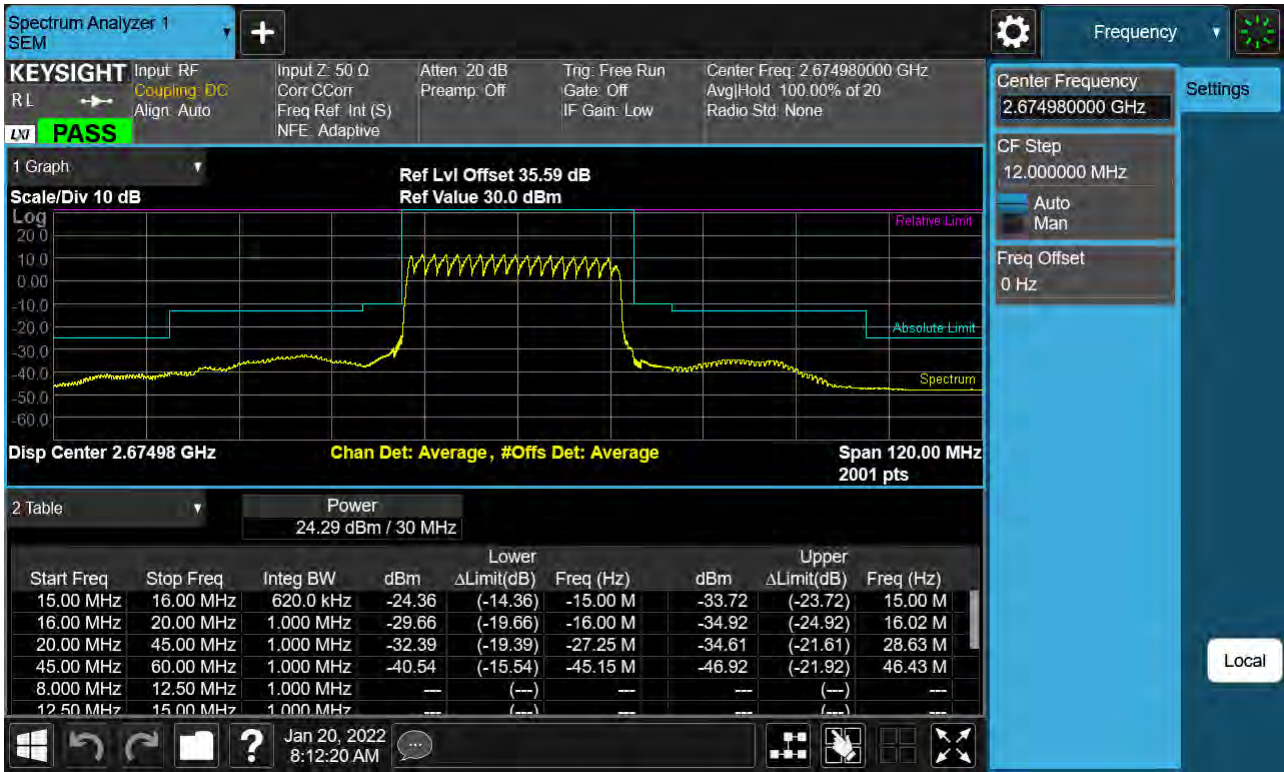 Spectrum Analyzer 1
SEM
+
Frequency
KEYSIGHT
RL
LXI PASS
Input: RF
Coupling: DC
Align: Auto
Input Z: 50 Ω
Corr CCorr
Freq Ref: Int (S)
NFE: Adaptive
Atten: 20 dB
Preamp: Off
Trig: Free Run
Gate: Off
IF Gain: Low
Center Freq: 2.674980000 GHz
Avg|Hold: 100.00% of 20
Radio Std: None
Center Frequency
2.674980000 GHz
Settings
CF Step
12.000000 MHz
Auto
Man
Freq Offset
0 Hz
Local
1 Graph
Scale/Div 10 dB
Ref Lvl Offset 35.59 dB
Ref Value 30.0 dBm
Log
20.0
10.0
0.00
-10.0
-20.0
-30.0
-40.0
-50.0
-60.0
Relative Limit
Absolute Limit
Spectrum
Disp Center 2.67498 GHz
Chan Det: Average, #Offs Det: Average
Span 120.00 MHz
2001 pts
2 Table
Power
24.29 dBm / 30 MHz
Lower Upper
Start Freq Stop Freq Integ BW dBm ΔLimit(dB) Freq (Hz) dBm ΔLimit(dB) Freq (Hz)
15.00 MHz 16.00 MHz 620.0 kHz -24.36 (-14.36) -15.00 M -33.72 (-23.72) 15.00 M
16.00 MHz 20.00 MHz 1.000 MHz -29.66 (-19.66) -16.00 M -34.92 (-24.92) 16.02 M
20.00 MHz 45.00 MHz 1.000 MHz -32.39 (-19.39) -27.25 M -34.61 (-21.61) 28.63 M
45.00 MHz 60.00 MHz 1.000 MHz -40.54 (-15.54) -45.15 M -46.92 (-21.92) 46.43 M
8.000 MHz 12.50 MHz 1.000 MHz --- (---) --- --- (---) ---
12.50 MHz 15.00 MHz 1.000 MHz --- (---) --- --- (---) ---
?
Jan 20, 2022
8:12:20 AM